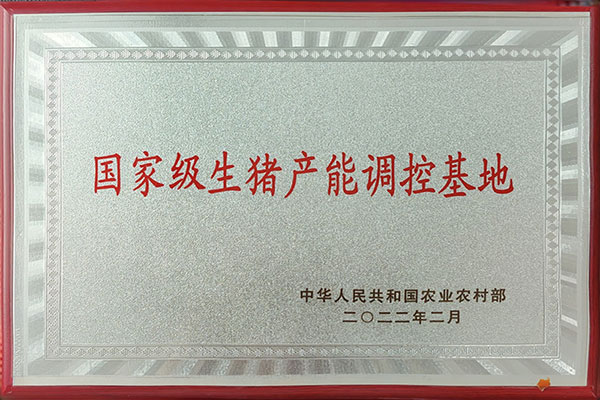 国家级生猪产能调控基地
中华人民共和国农业农村部
二〇二二年二月